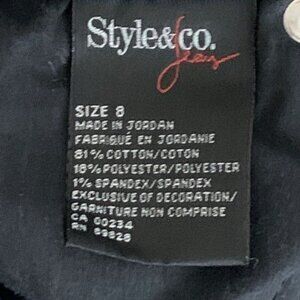 Style&co.
Jeans
SIZE 8
MADE IN JORDAN
FABRIQUÉ EN JORDANIE
81% COTTON/COTON
18% POLYESTER/POLYESTER
1% SPANDEX/SPANDEX
EXCLUSIVE OF DECORATION/
GARNITURE NON COMPRISE
CA 00234
RN 69828